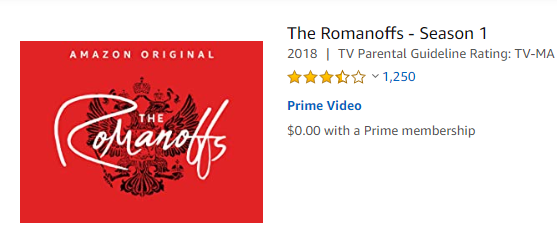 AMAZON ORIGINAL
THE
Romanoffs
The Romanoffs - Season 1
2018 | TV Parental Guideline Rating: TV-MA
1,250
Prime Video
$0.00 with a Prime membership